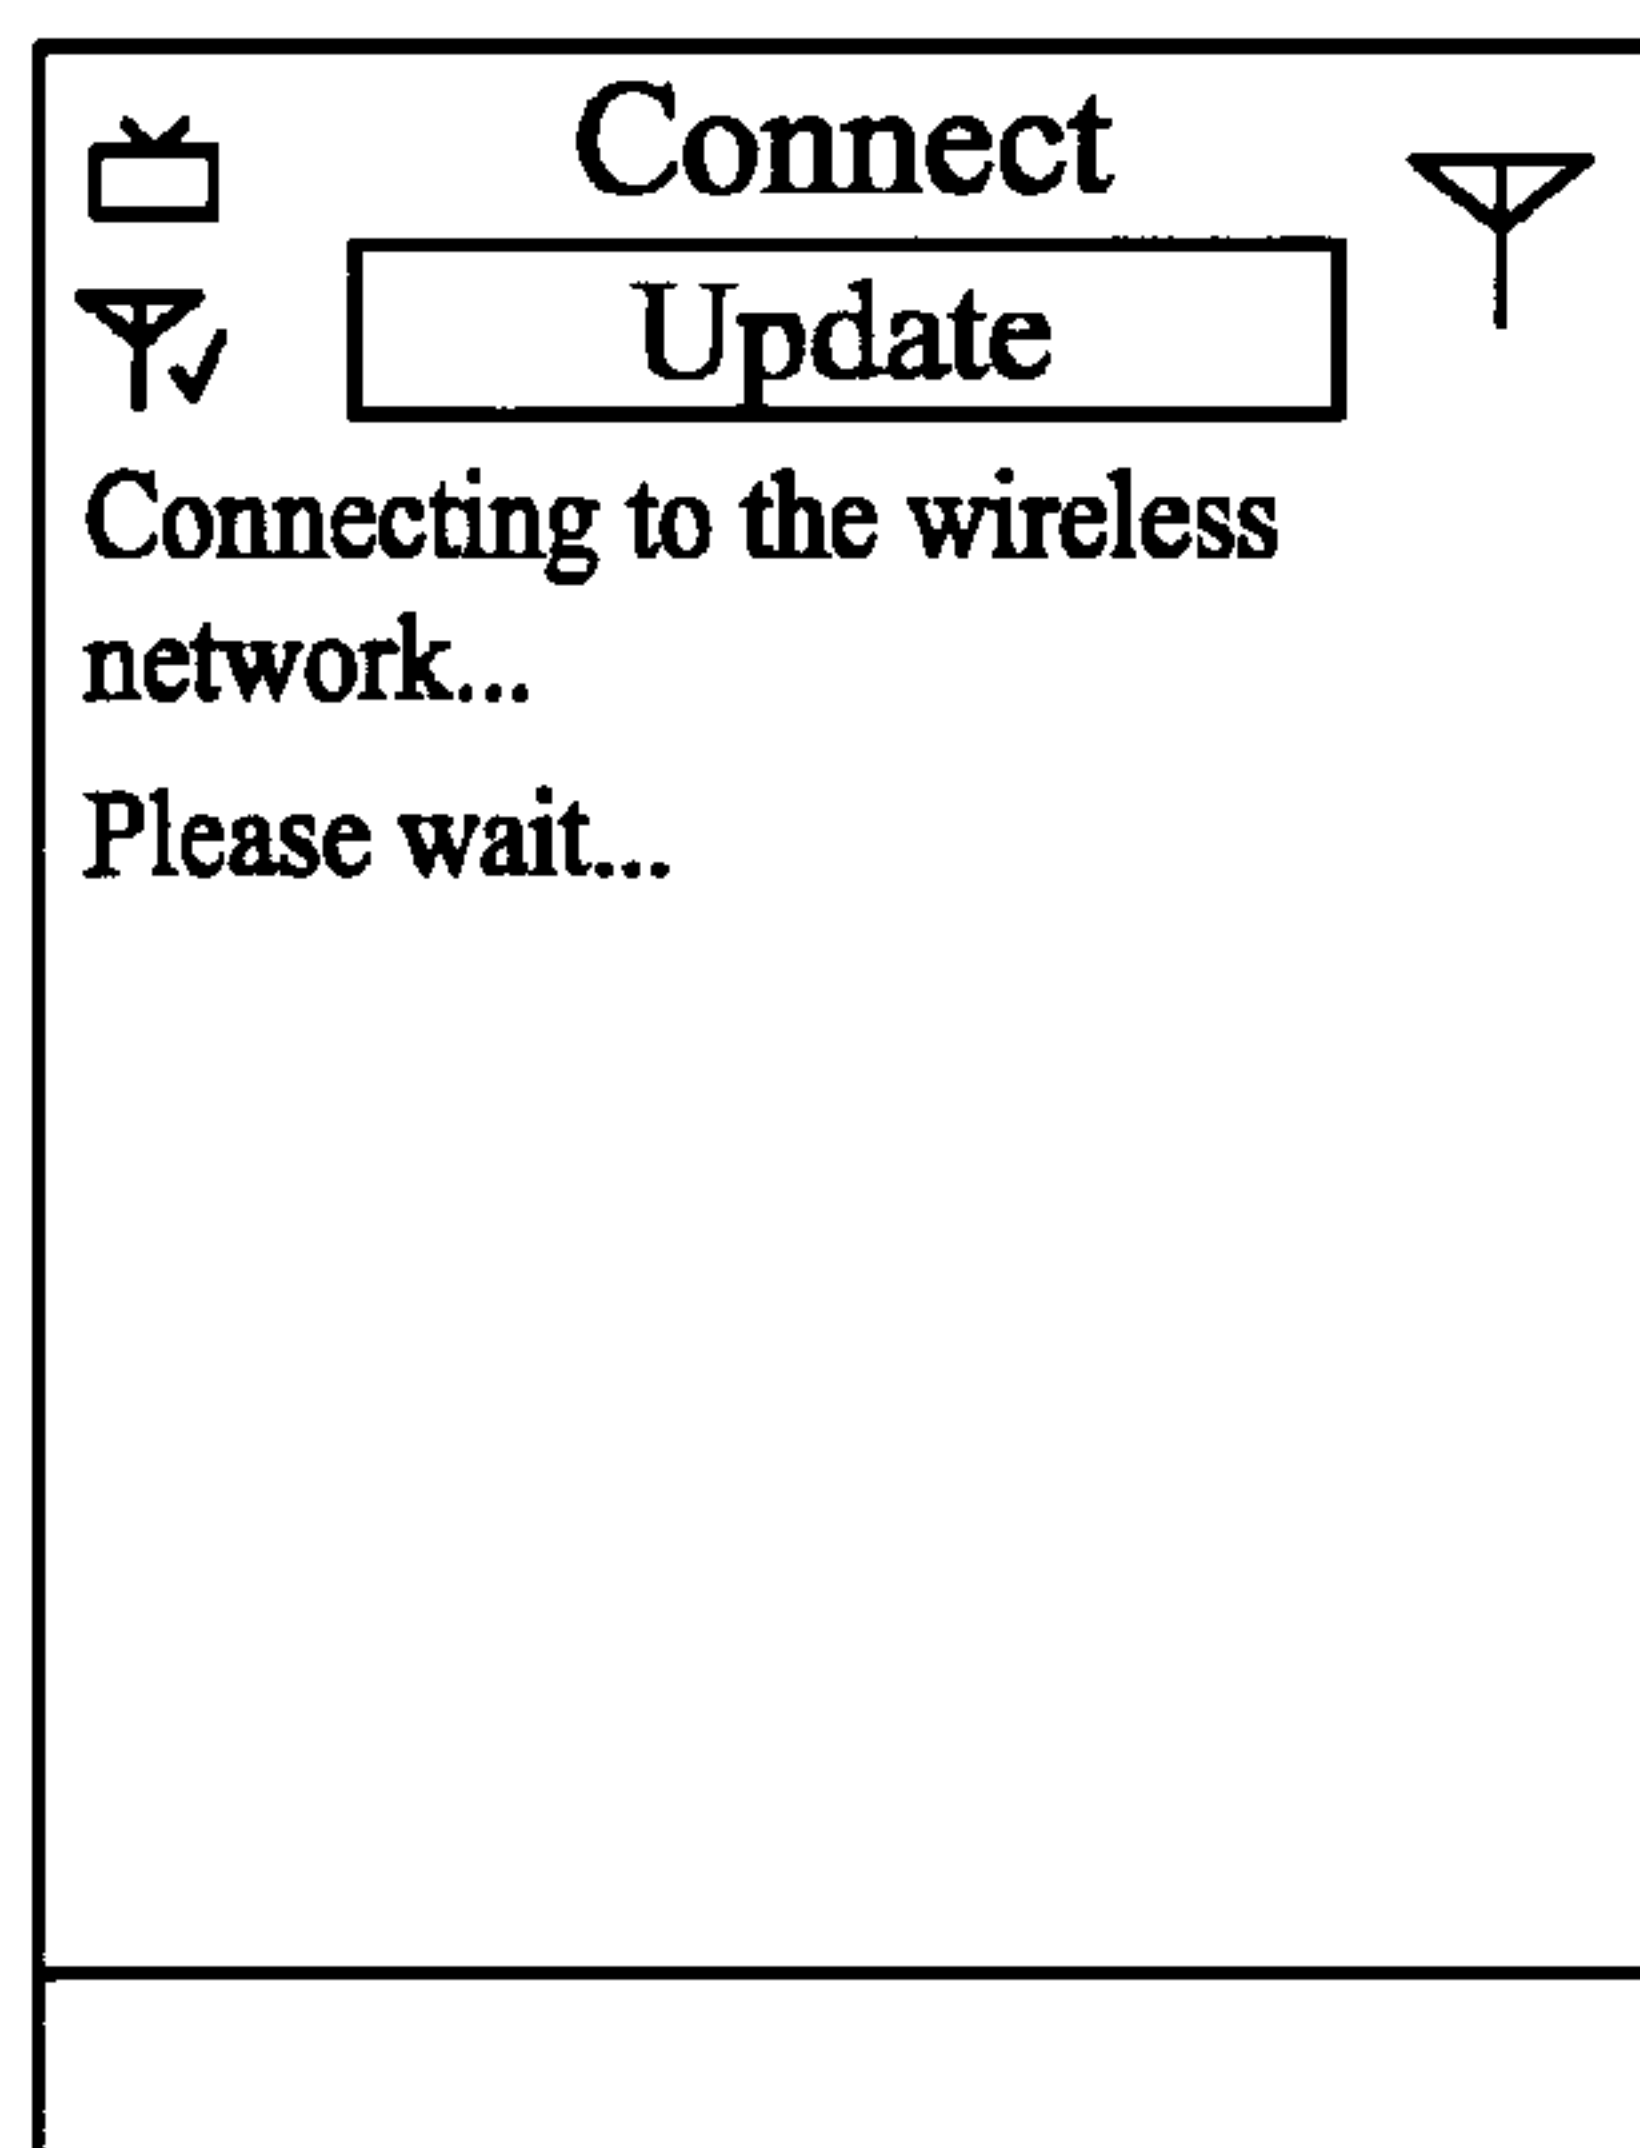 Connect
Update
Connecting to the wireless
network...
Please wait...